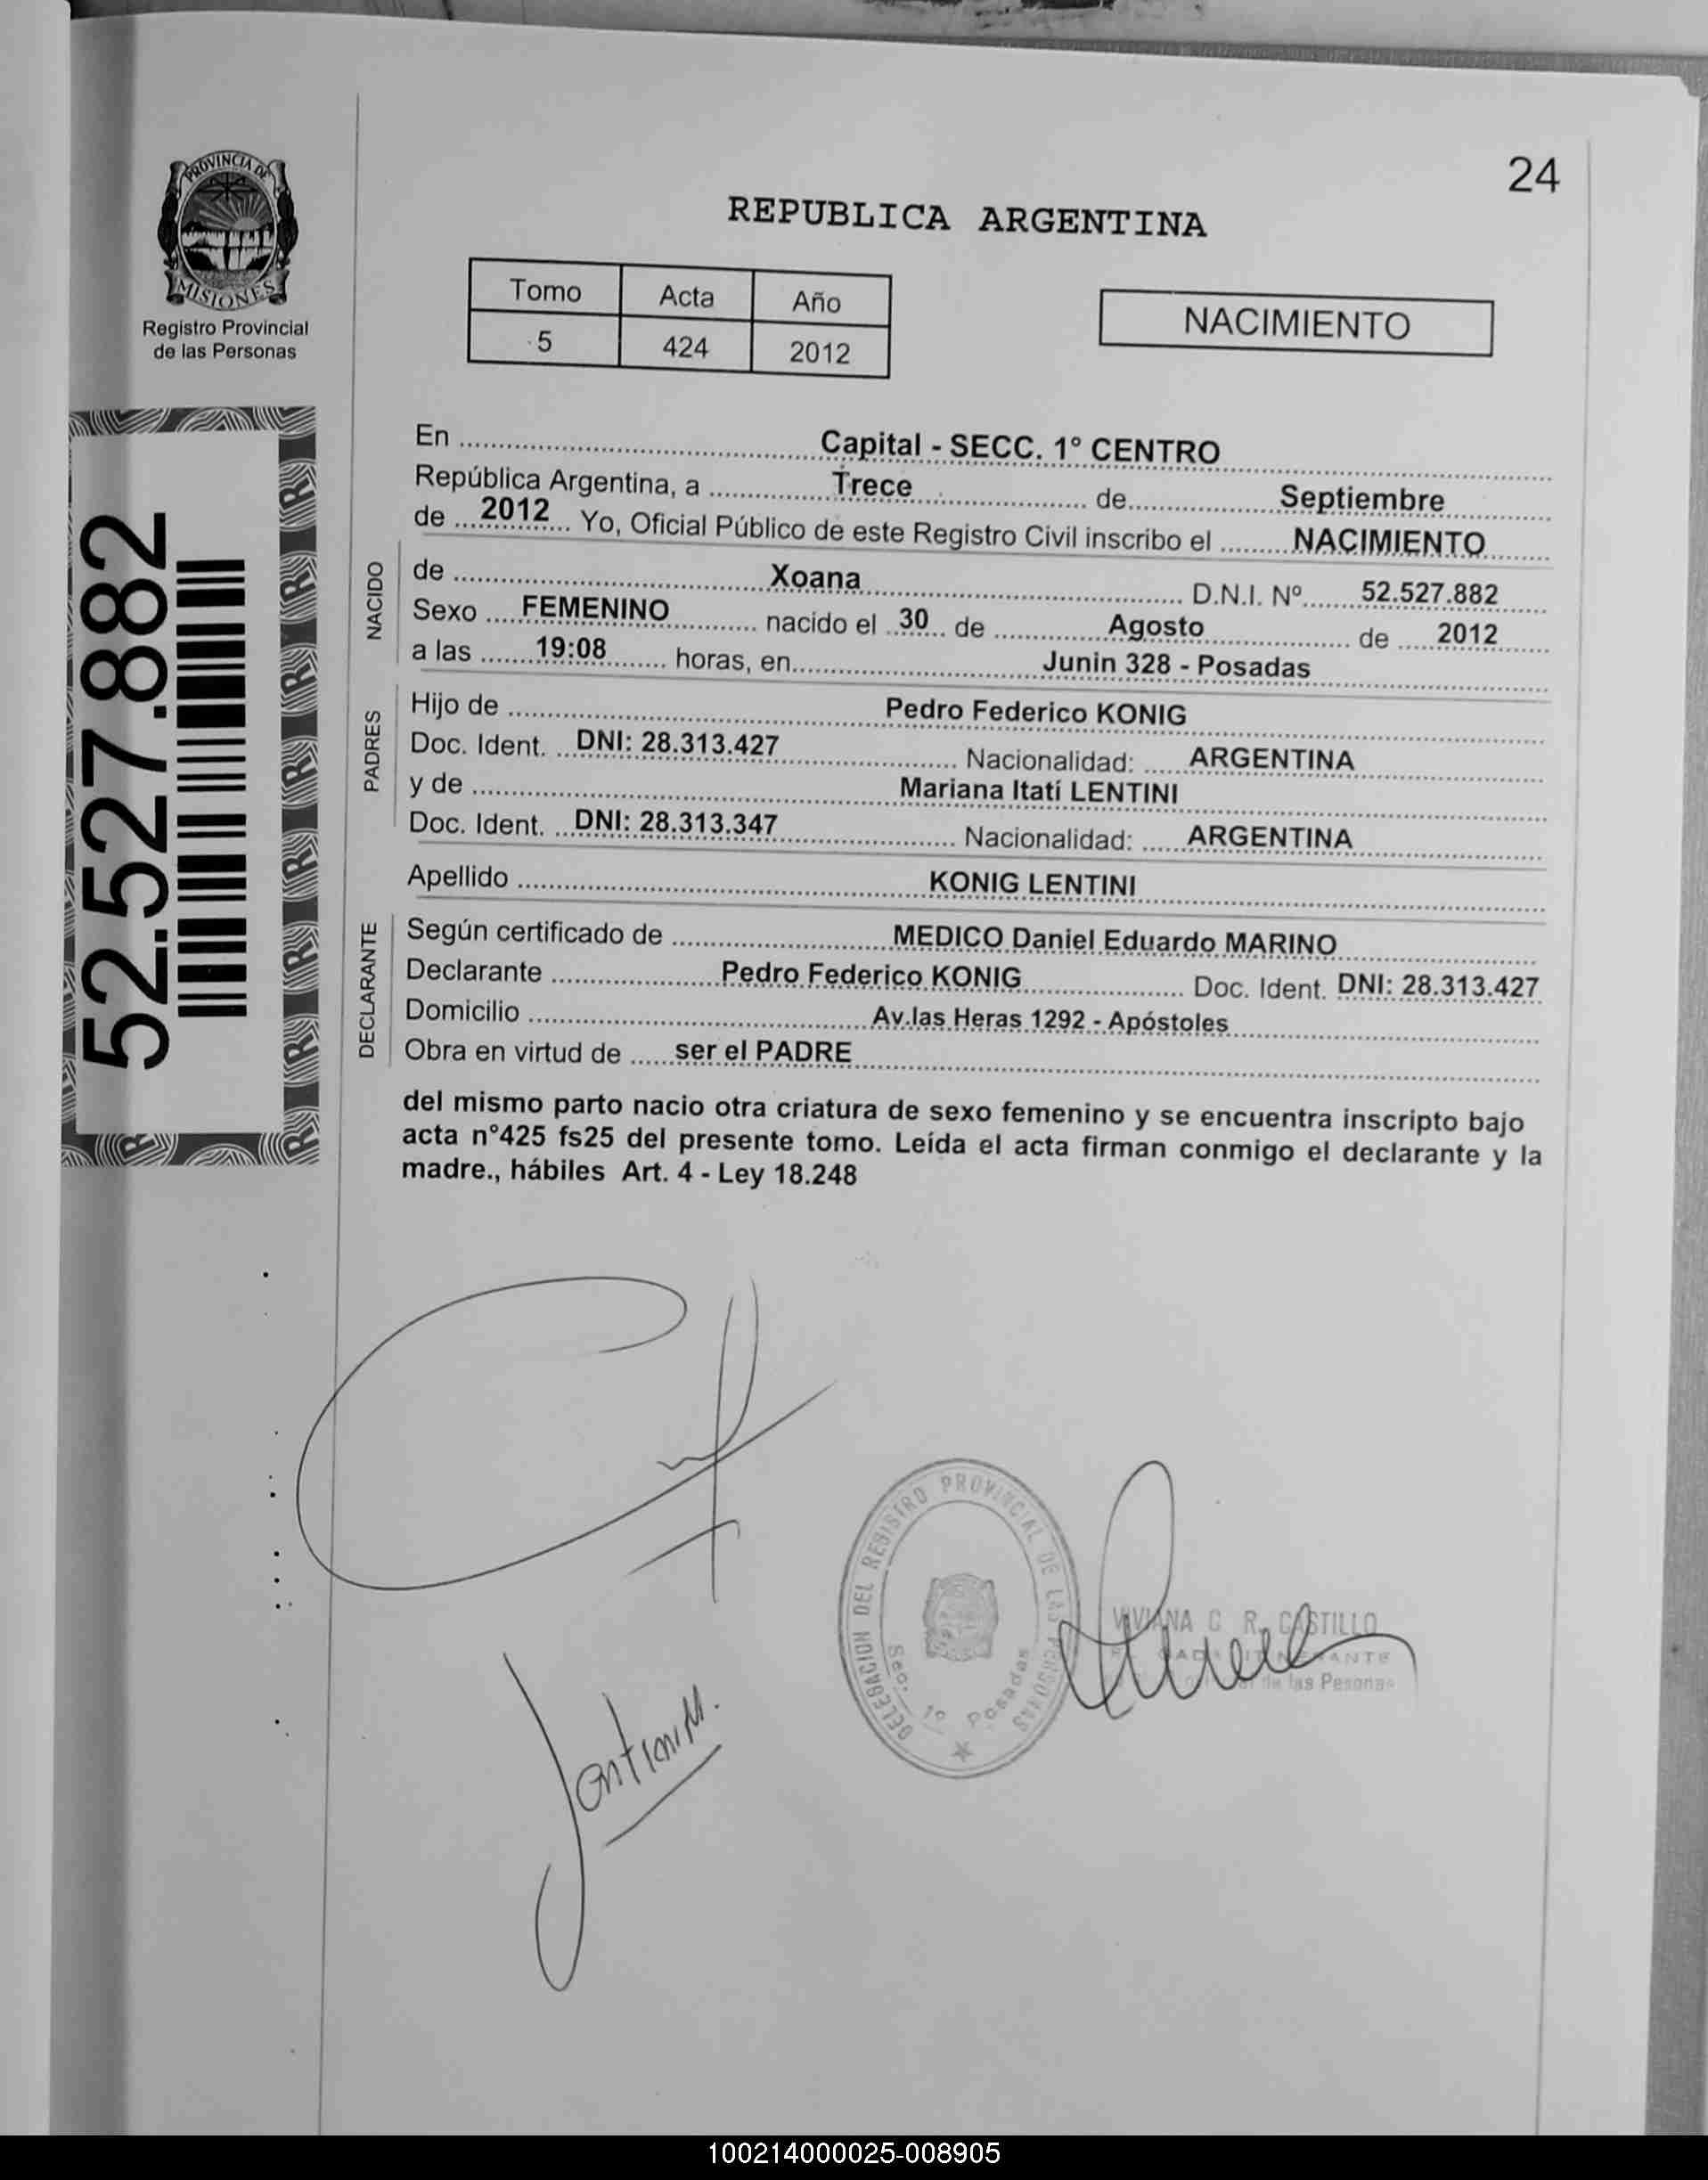 24
PROVINCIA DE
MISIONES
Registro Provincial
de las Personas
REPUBLICA ARGENTINA
Tomo Acta Año
5 424 2012
NACIMIENTO
52.527.882
En Capital - SECC. 1° CENTRO
República Argentina, a Trece de Septiembre
de 2012 Yo, Oficial Público de este Registro Civil inscribo el NACIMIENTO
NACIDO
de Xoana D.N.I. Nº 52.527.882
Sexo FEMENINO nacido el 30 de Agosto de 2012
a las 19:08 horas, en Junin 328 - Posadas
PADRES
Hijo de Pedro Federico KONIG
Doc. Ident. DNI: 28.313.427 Nacionalidad: ARGENTINA
y de Mariana Itatí LENTINI
Doc. Ident. DNI: 28.313.347 Nacionalidad: ARGENTINA
Apellido KONIG LENTINI
DECLARANTE
Según certificado de MEDICO Daniel Eduardo MARINO
Declarante Pedro Federico KONIG Doc. Ident. DNI: 28.313.427
Domicilio Av.las Heras 1292 - Apóstoles
Obra en virtud de ser el PADRE
del mismo parto nacio otra criatura de sexo femenino y se encuentra inscripto bajo
acta n°425 fs25 del presente tomo. Leída el acta firman conmigo el declarante y la
madre., hábiles Art. 4 - Ley 18.248
DELEGACION DEL REGISTRO PROVINCIAL DE LAS PERSONAS
Sec. 1º Posadas
VIVIANA C. R. CASTILLO
de las Personas
Lentini M.
100214000025-008905